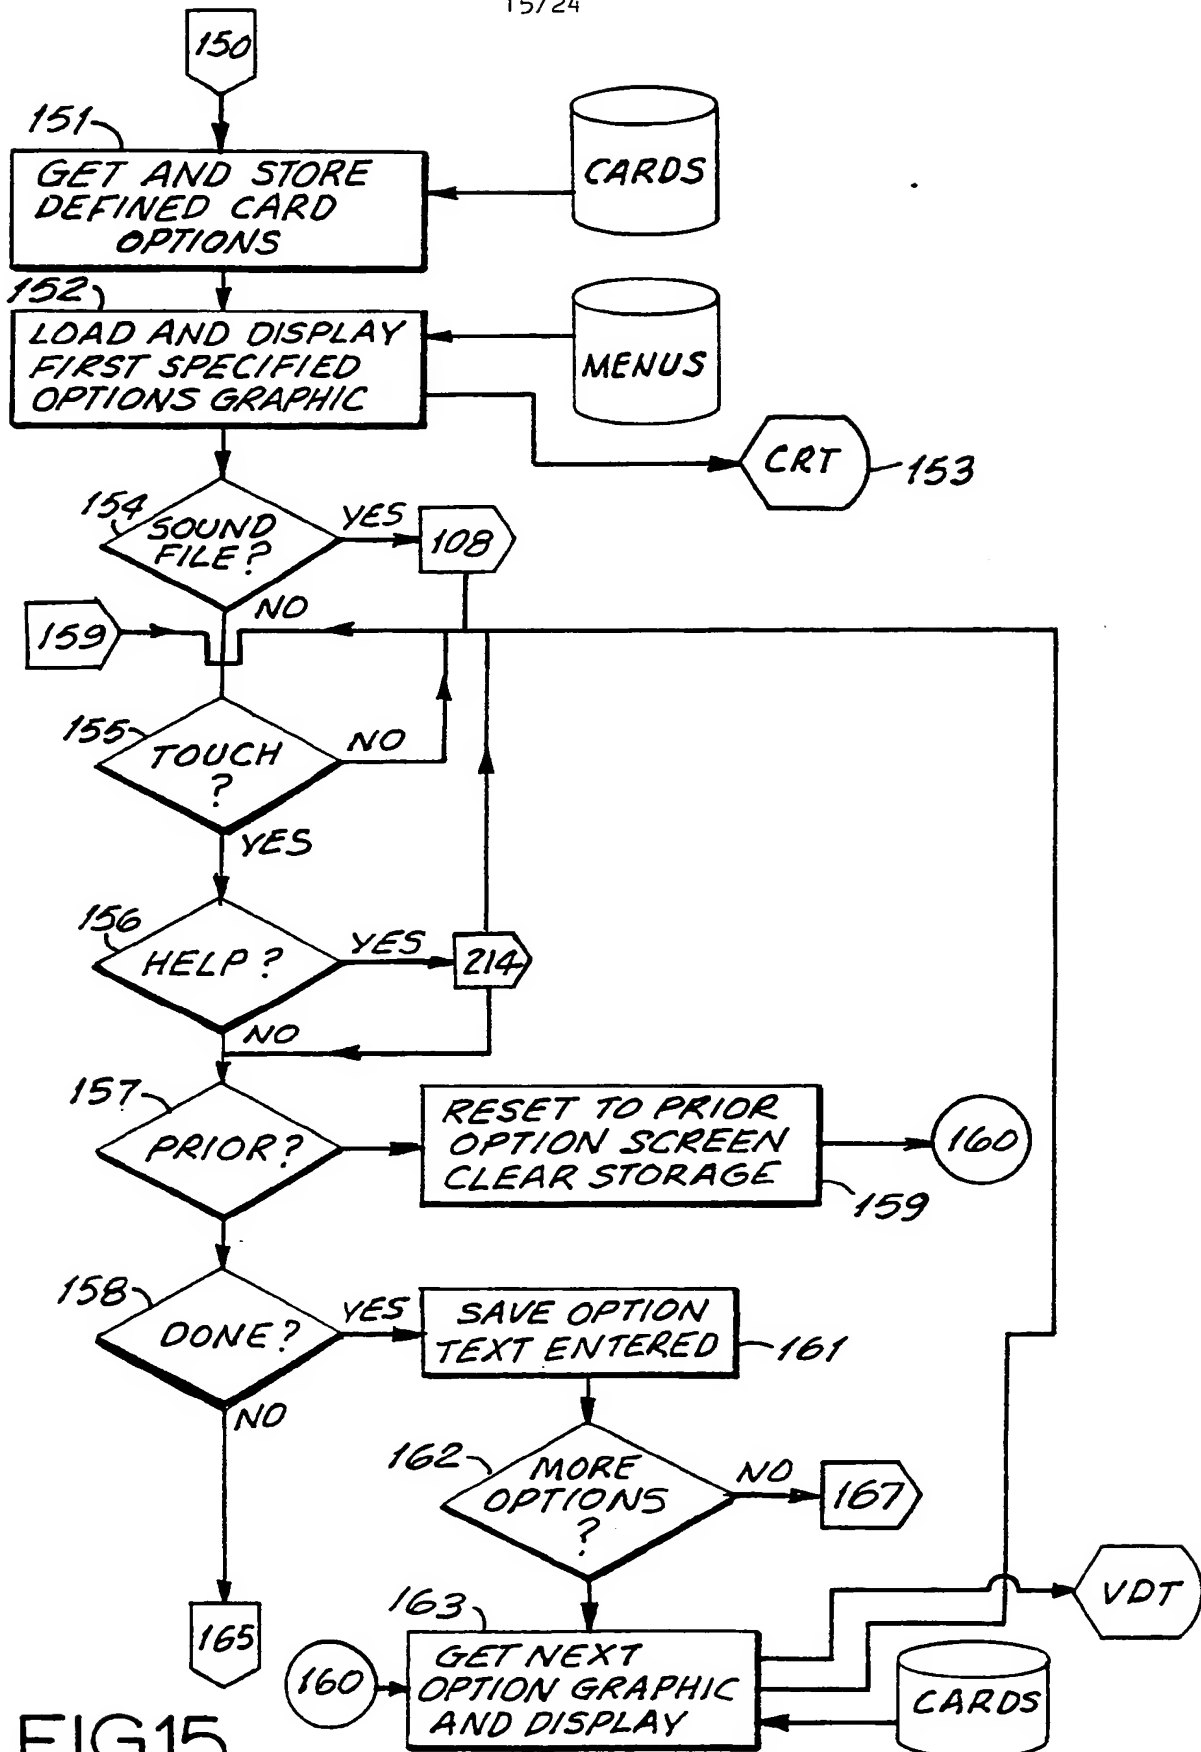 15/24
150
151
GET AND STORE
DEFINED CARD
OPTIONS
CARDS
152
LOAD AND DISPLAY
FIRST SPECIFIED
OPTIONS GRAPHIC
MENUS
CRT
153
154
SOUND
FILE?
YES
108
NO
159
155
TOUCH
?
NO
YES
156
HELP?
YES
214
NO
157
PRIOR?
RESET TO PRIOR
OPTION SCREEN
CLEAR STORAGE
160
159
158
DONE?
YES
SAVE OPTION
TEXT ENTERED
161
NO
162
MORE
OPTIONS
?
NO
167
VDT
165
163
160
GET NEXT
OPTION GRAPHIC
AND DISPLAY
CARDS
FIG15